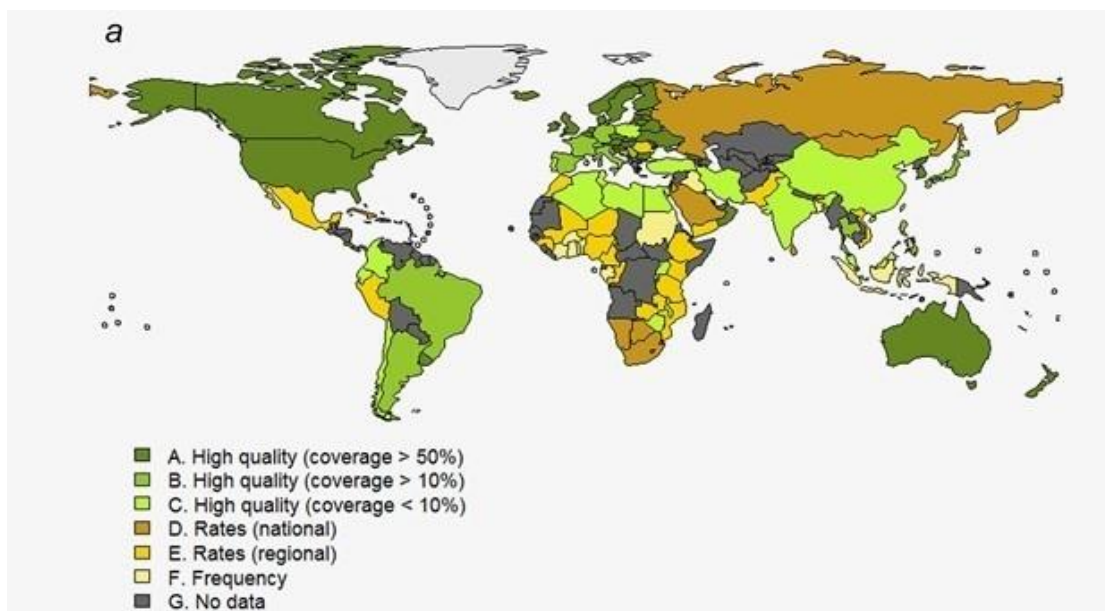 a
A. High quality (coverage > 50%)
B. High quality (coverage > 10%)
C. High quality (coverage < 10%)
D. Rates (national)
E. Rates (regional)
F. Frequency
G. No data